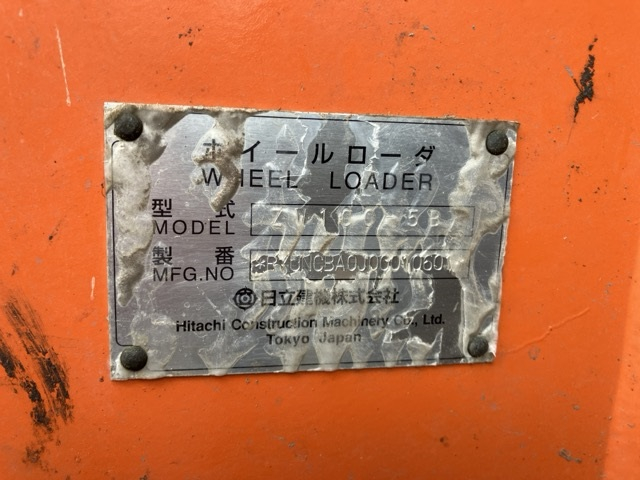 ホイールローダ
WHEEL LOADER
型式
MODEL
製番
MFG.NO
日立建機株式会社
Hitachi Construction Machinery Co., Ltd.
Tokyo Japan